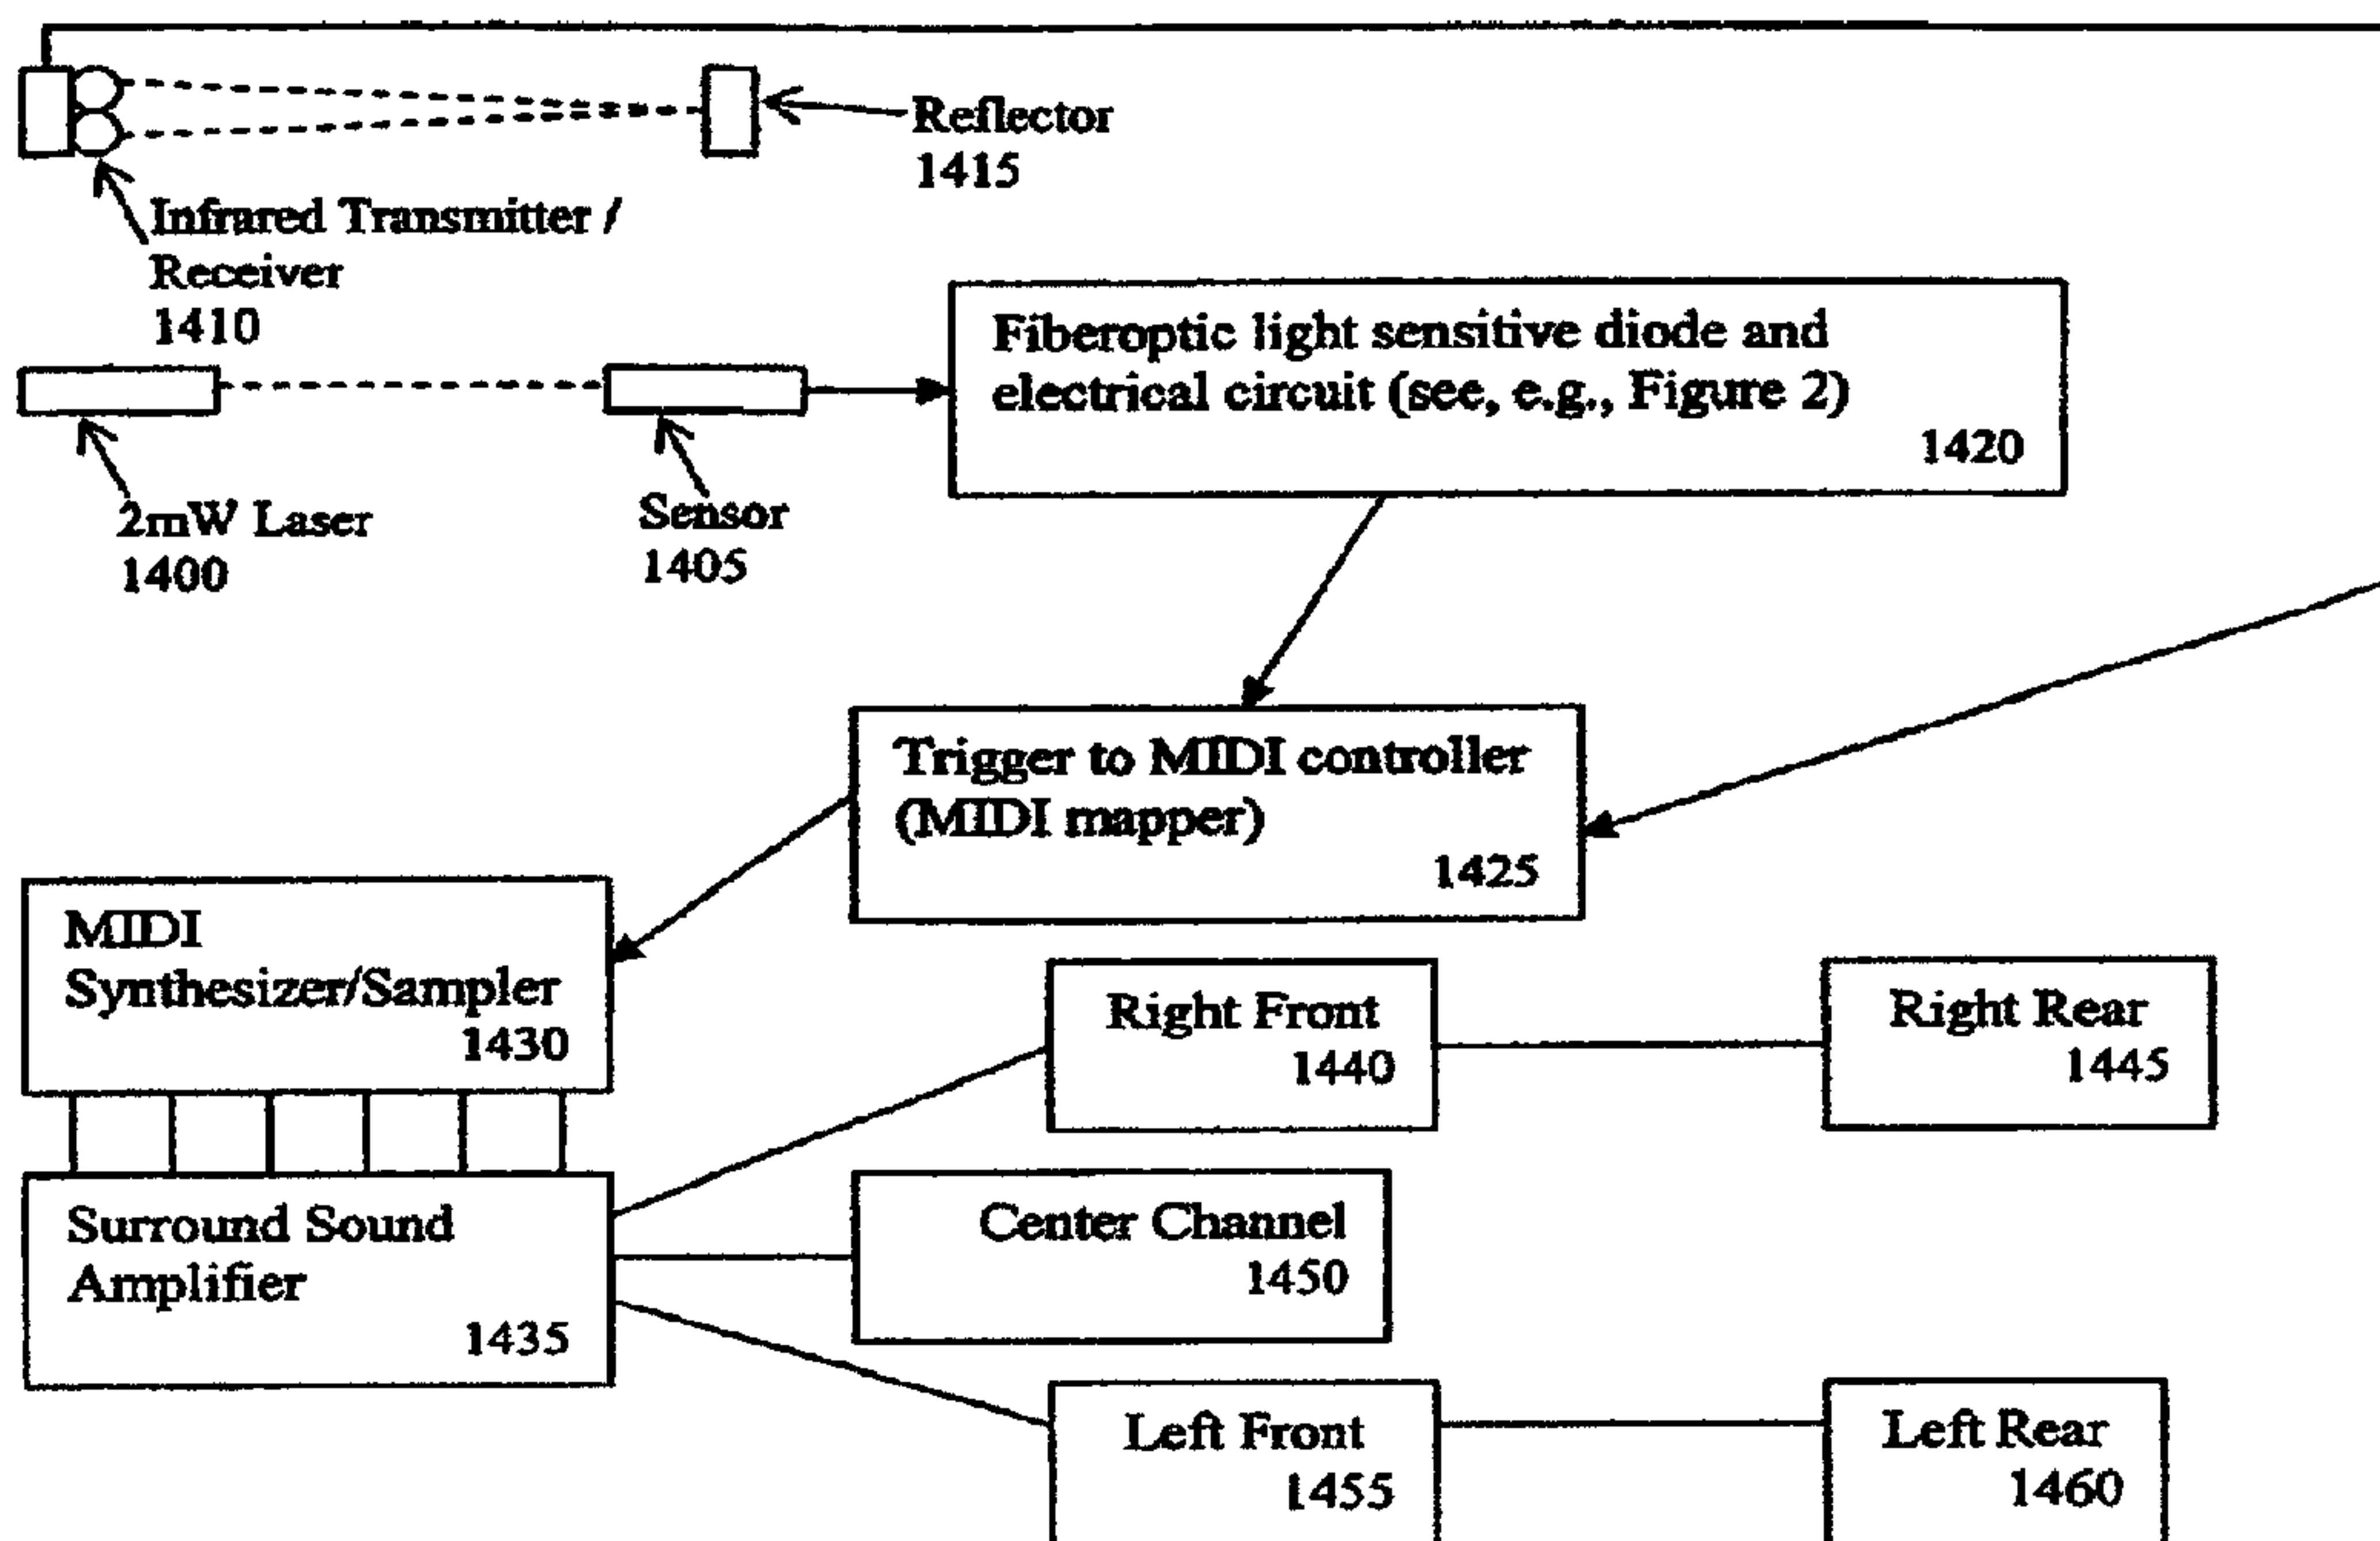 Reflector
1415
Infrared Transmitter /
Receiver
1410
Fiberoptic light sensitive diode and
electrical circuit (see, e.g., Figure 2)
1420
2mW Laser
1400
Sensor
1405
Trigger to MIDI controller
(MIDI mapper)
1425
MIDI
Synthesizer/Sampler
1430
Right Front
1440
Right Rear
1445
Surround Sound
Amplifier
1435
Center Channel
1450
Left Front
1455
Left Rear
1460